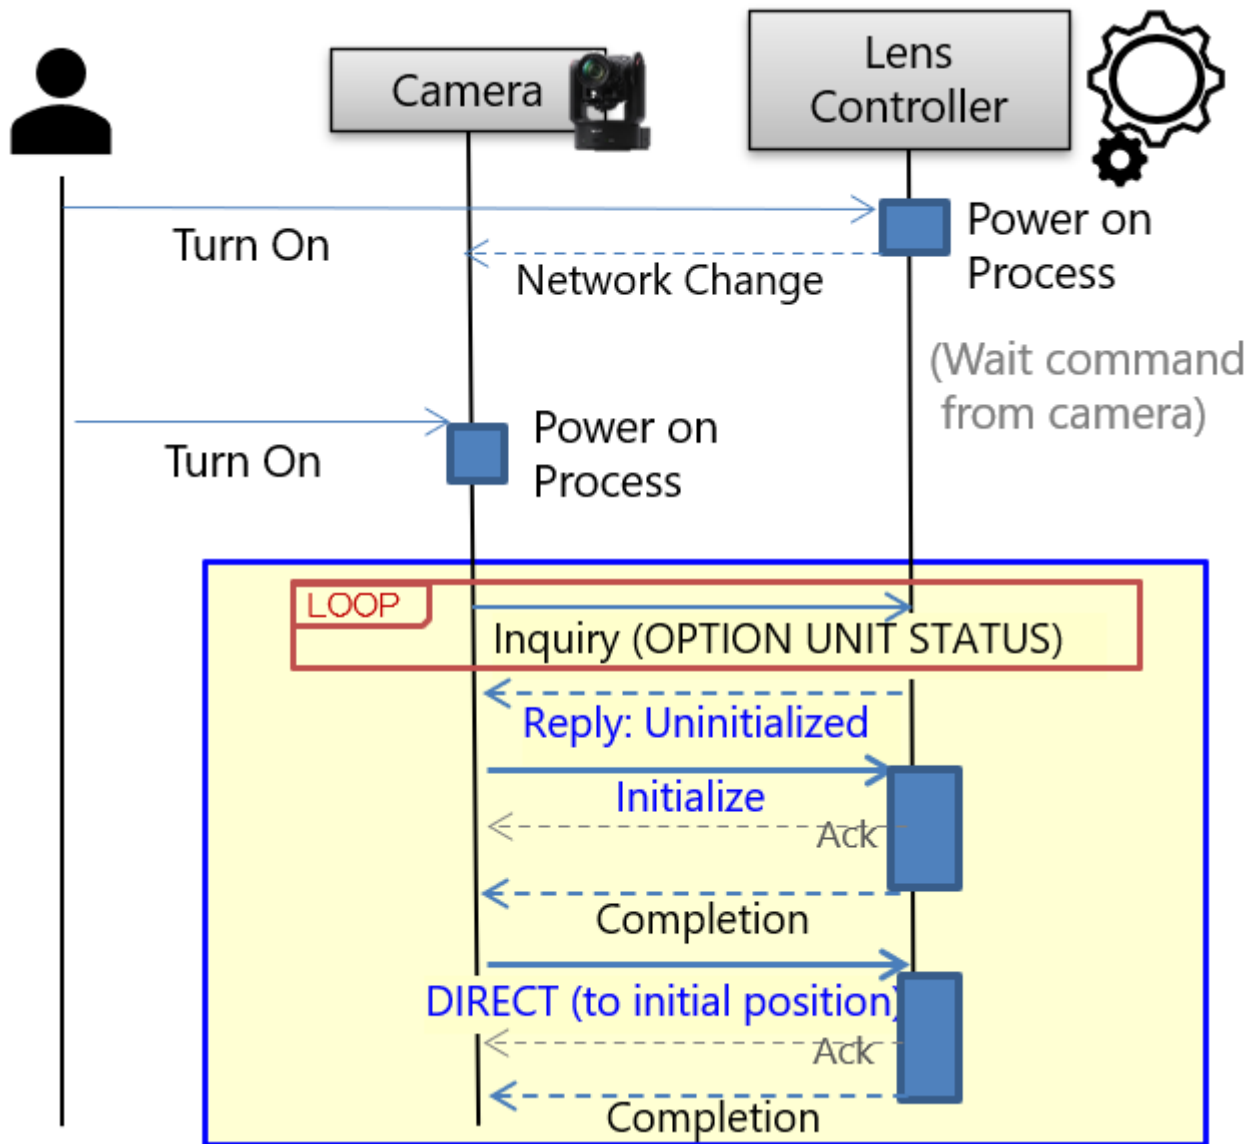 Camera
Lens
Controller
Turn On
Power on
Process
Network Change
(Wait command
from camera)
Turn On
Power on
Process
LOOP
Inquiry (OPTION UNIT STATUS)
Reply: Uninitialized
Initialize
Ack
Completion
DIRECT (to initial position)
Ack
Completion